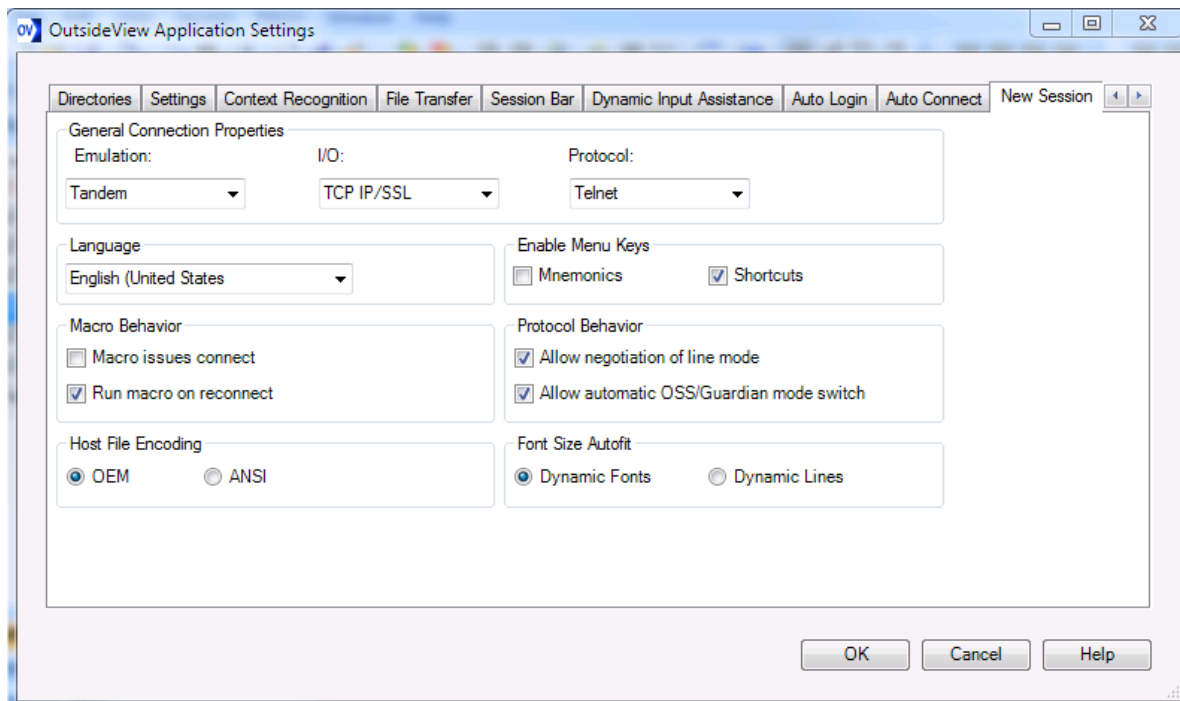 OV OutsideView Application Settings
Directories Settings Context Recognition File Transfer Session Bar Dynamic Input Assistance Auto Login Auto Connect New Session
General Connection Properties
Emulation: I/O: Protocol:
Tandem TCP IP/SSL Telnet
Language Enable Menu Keys
English (United States Mnemonics Shortcuts
Macro Behavior Protocol Behavior
Macro issues connect Allow negotiation of line mode
Run macro on reconnect Allow automatic OSS/Guardian mode switch
Host File Encoding Font Size Autofit
OEM ANSI Dynamic Fonts Dynamic Lines
OK Cancel Help